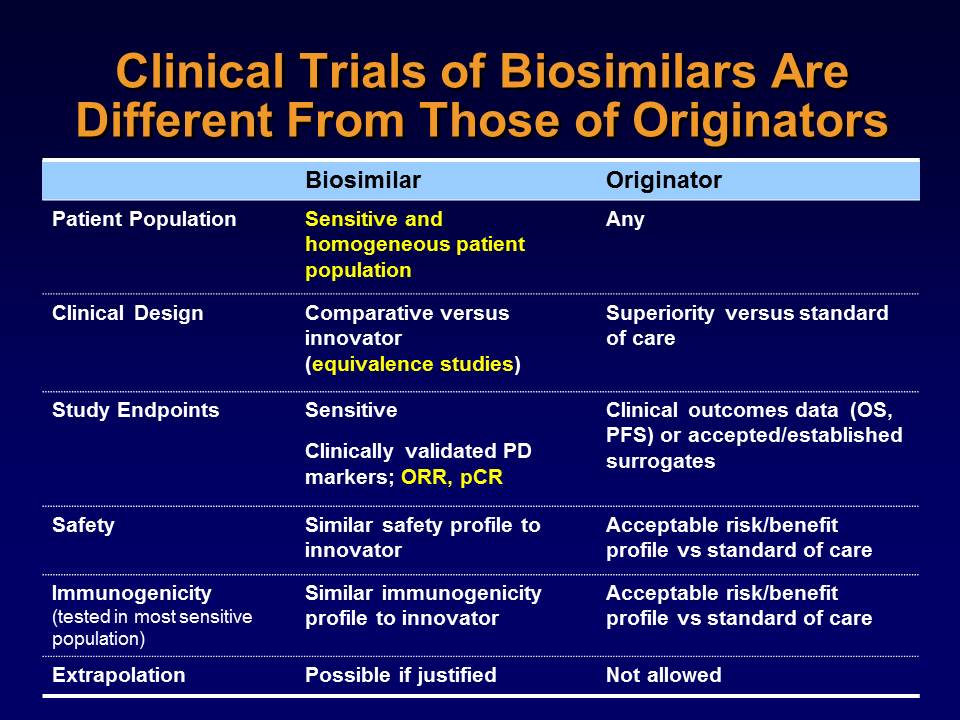 Clinical Trials of Biosimilars Are
Different From Those of Originators
Biosimilar Originator
Patient Population
Sensitive and
homogeneous patient
population
Any
Clinical Design
Comparative versus
innovator
(equivalence studies)
Superiority versus standard
of care
Study Endpoints
Sensitive
Clinically validated PD
markers; ORR, pCR
Clinical outcomes data (OS,
PFS) or accepted/established
surrogates
Safety
Similar safety profile to
innovator
Acceptable risk/benefit
profile vs standard of care
Immunogenicity
(tested in most sensitive
population)
Similar immunogenicity
profile to innovator
Acceptable risk/benefit
profile vs standard of care
Extrapolation
Possible if justified
Not allowed